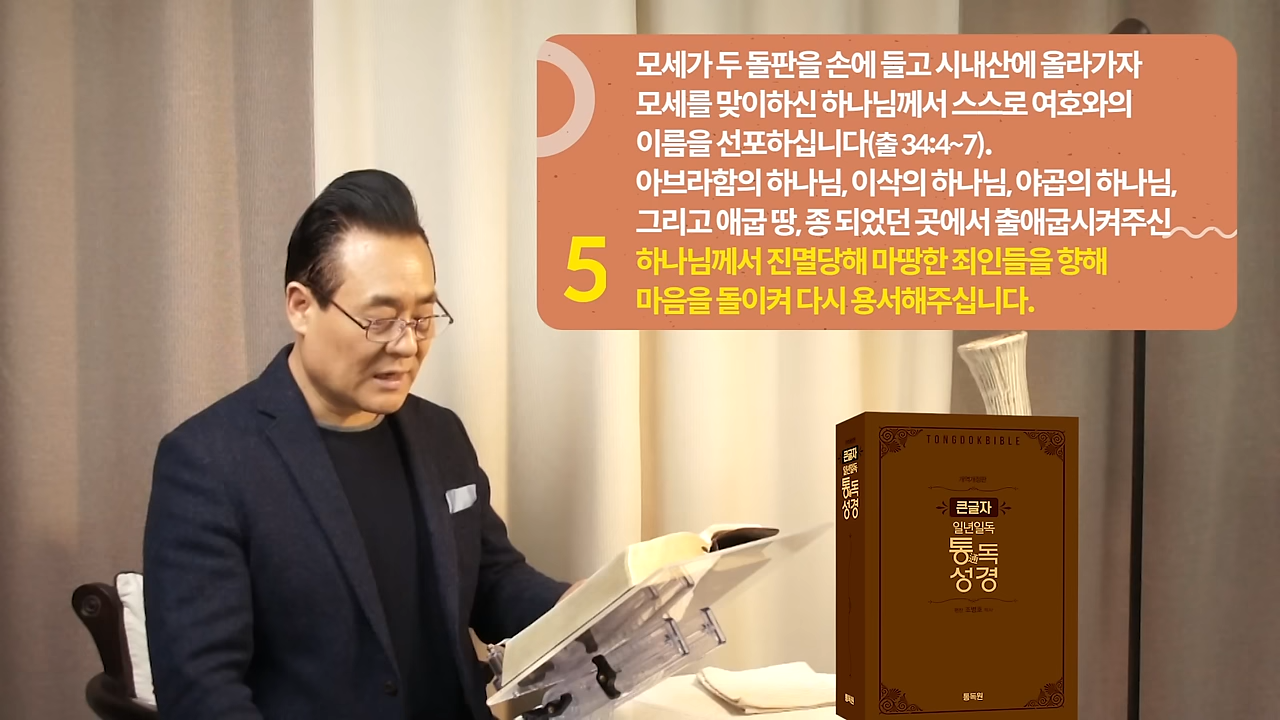 모세가 두 돌판을 손에 들고 시내산에 올라가자
모세를 맞이하신 하나님께서 스스로 여호와의
이름을 선포하십니다(출 34:4~7).
아브라함의 하나님, 이삭의 하나님, 야곱의 하나님,
그리고 애굽 땅, 종 되었던 곳에서 출애굽시켜주신
5 하나님께서 진멸당해 마땅한 죄인들을 향해
마음을 돌이켜 다시 용서해주십니다.
TONGDOKBIBLE
큰글자
일년일독
통독
성경
개역개정판
큰글자
일년일독
통독
성경
통독원